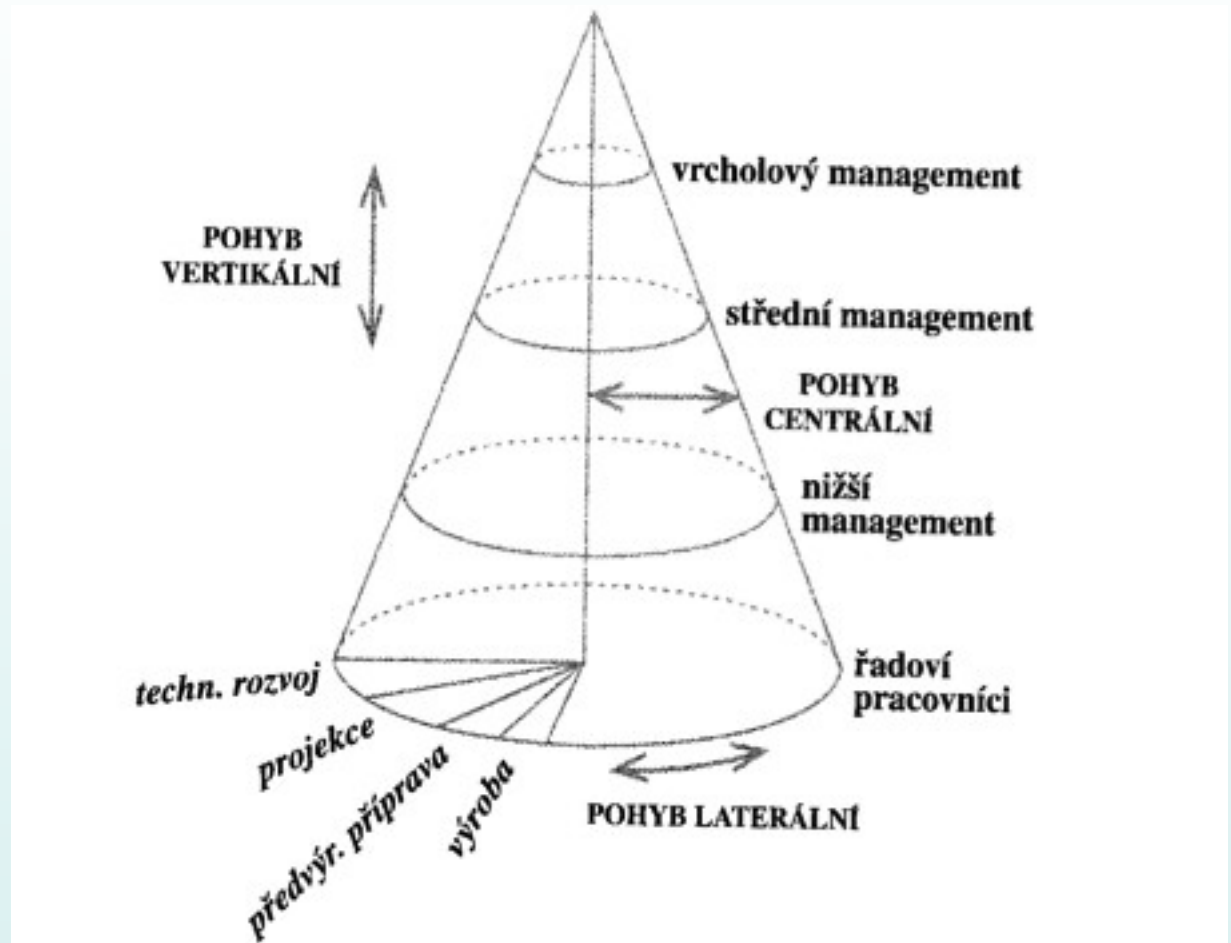 vrcholový management
POHYB
VERTIKÁLNÍ
střední management
POHYB
CENTRÁLNÍ
nižší
management
techn. rozvoj
projekce
předvýr. příprava
výroba
řadoví
pracovníci
POHYB LATERÁLNÍ